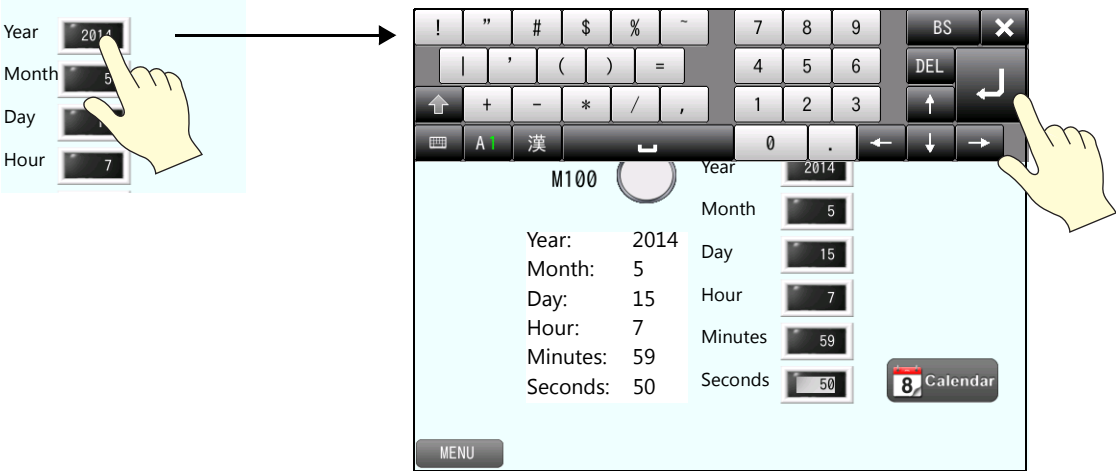 Year 2014
Month 5
Day
Hour 7
! ” # $ % ~ 7 8 9 BS ×
| ’ ( ) = 4 5 6 DEL
+ - * / , 1 2 3 ↑
A1 漢 0 . ← ↓ →
M100
Year 2014
Month 5
Day 15
Hour 7
Minutes 59
Seconds 50
Year: 2014
Month: 5
Day: 15
Hour: 7
Minutes: 59
Seconds: 50
8 Calendar
MENU